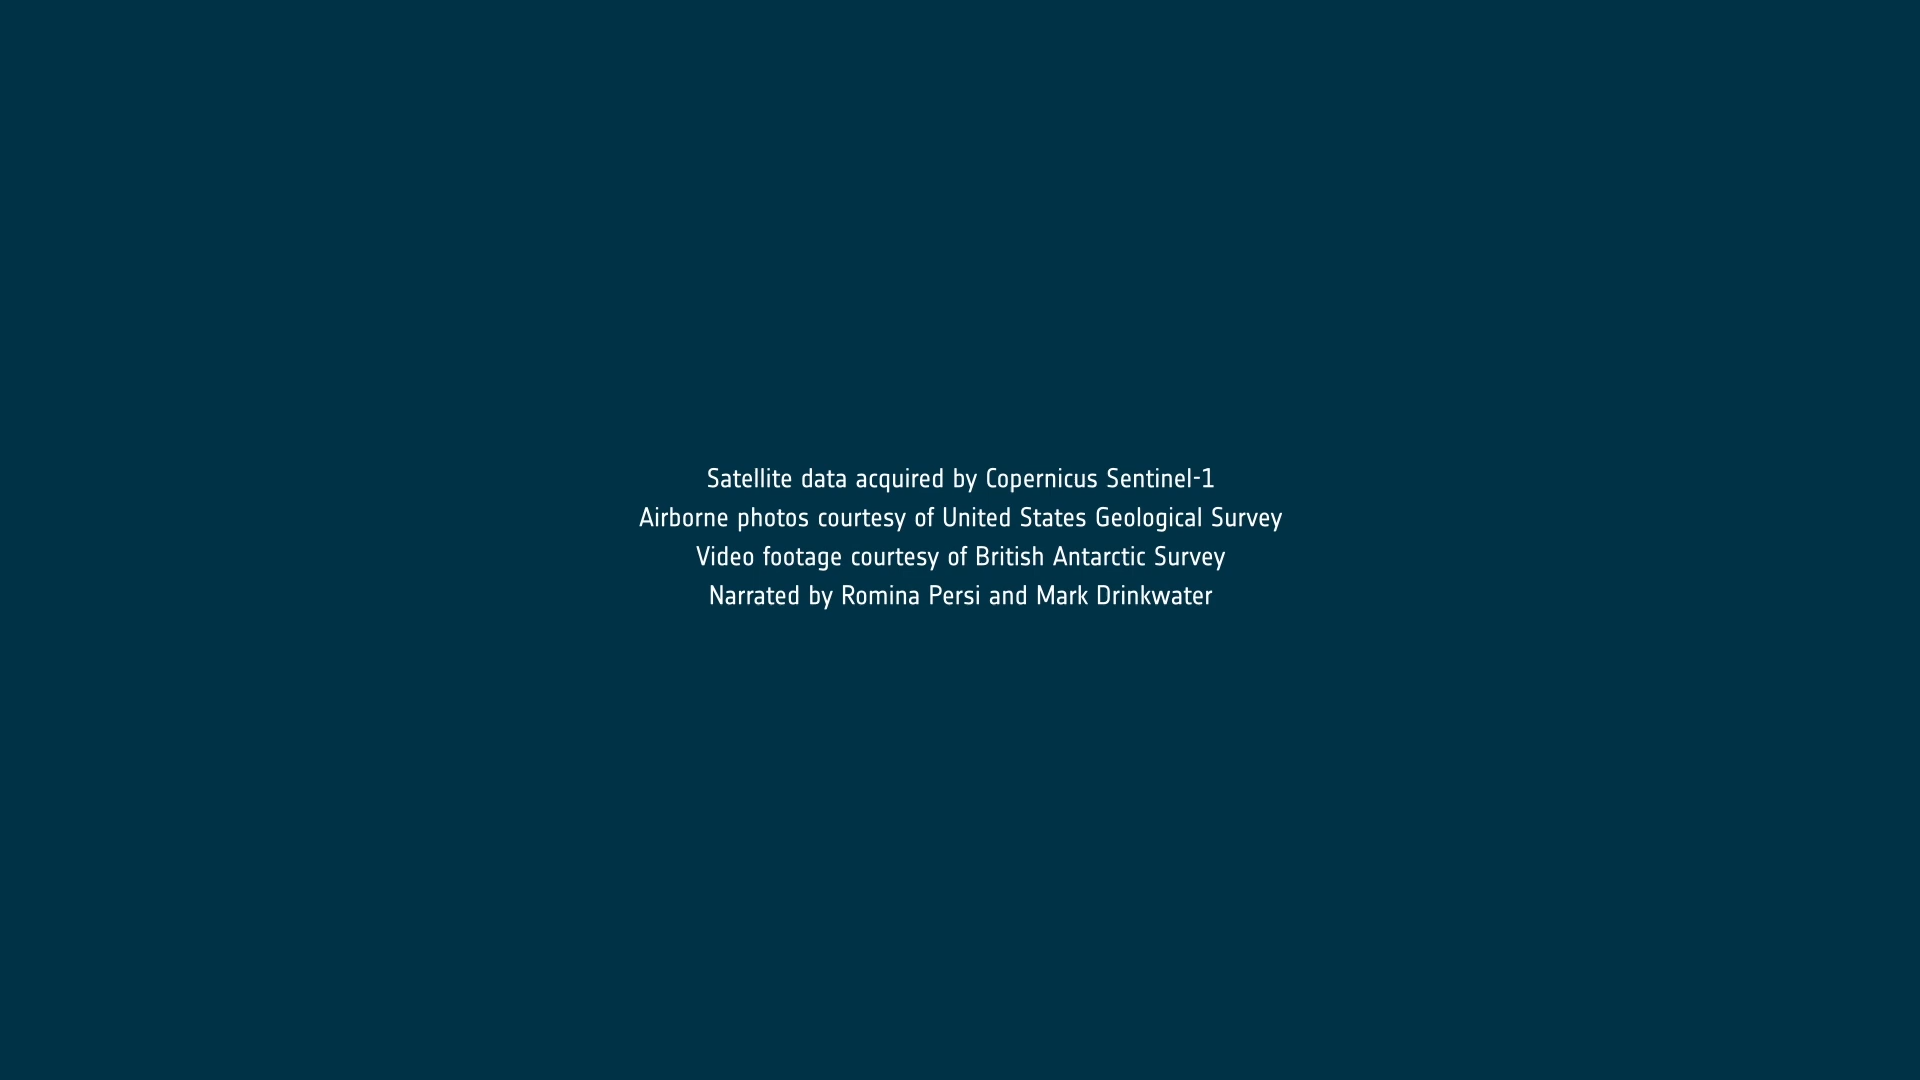 Satellite data acquired by Copernicus Sentinel-1
Airborne photos courtesy of United States Geological Survey
Video footage courtesy of British Antarctic Survey
Narrated by Romina Persi and Mark Drinkwater